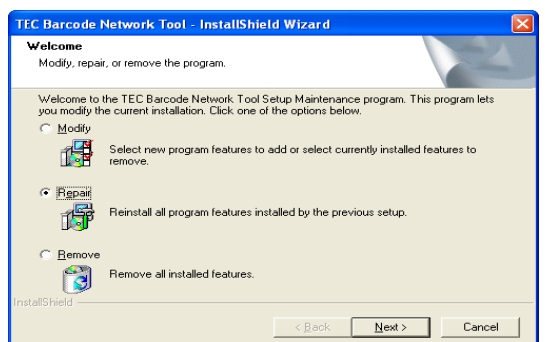 TEC Barcode Network Tool - InstallShield Wizard
Welcome
Modify, repair, or remove the program.
Welcome to the TEC Barcode Network Tool Setup Maintenance program. This program lets
you modify the current installation. Click one of the options below.
Modify
Select new program features to add or select currently installed features to
remove.
Repair
Reinstall all program features installed by the previous setup.
Remove
Remove all installed features.
InstallShield
< Back Next > Cancel